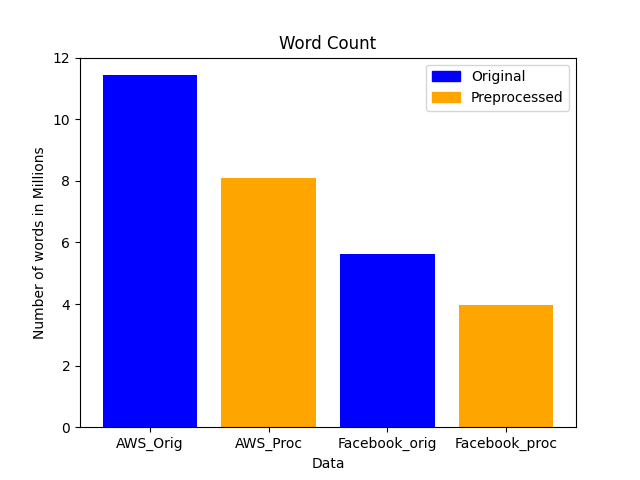 Word Count
Original
Preprocessed
Number of words in Millions
12
10
8
6
4
2
0
AWS_Orig
AWS_Proc
Facebook_orig
Facebook_proc
Data